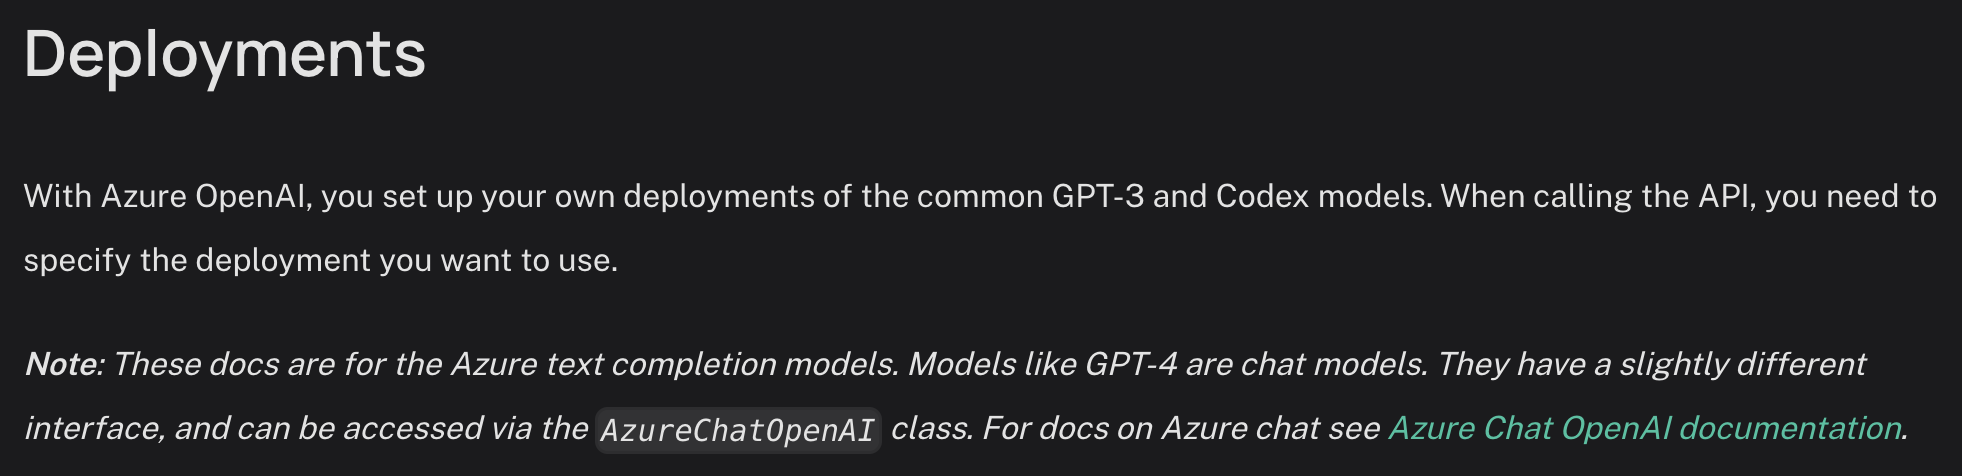 Deployments
With Azure OpenAI, you set up your own deployments of the common GPT-3 and Codex models. When calling the API, you need to
specify the deployment you want to use.
Note: These docs are for the Azure text completion models. Models like GPT-4 are chat models. They have a slightly different
interface, and can be accessed via the AzureChatOpenAI class. For docs on Azure chat see Azure Chat OpenAI documentation.